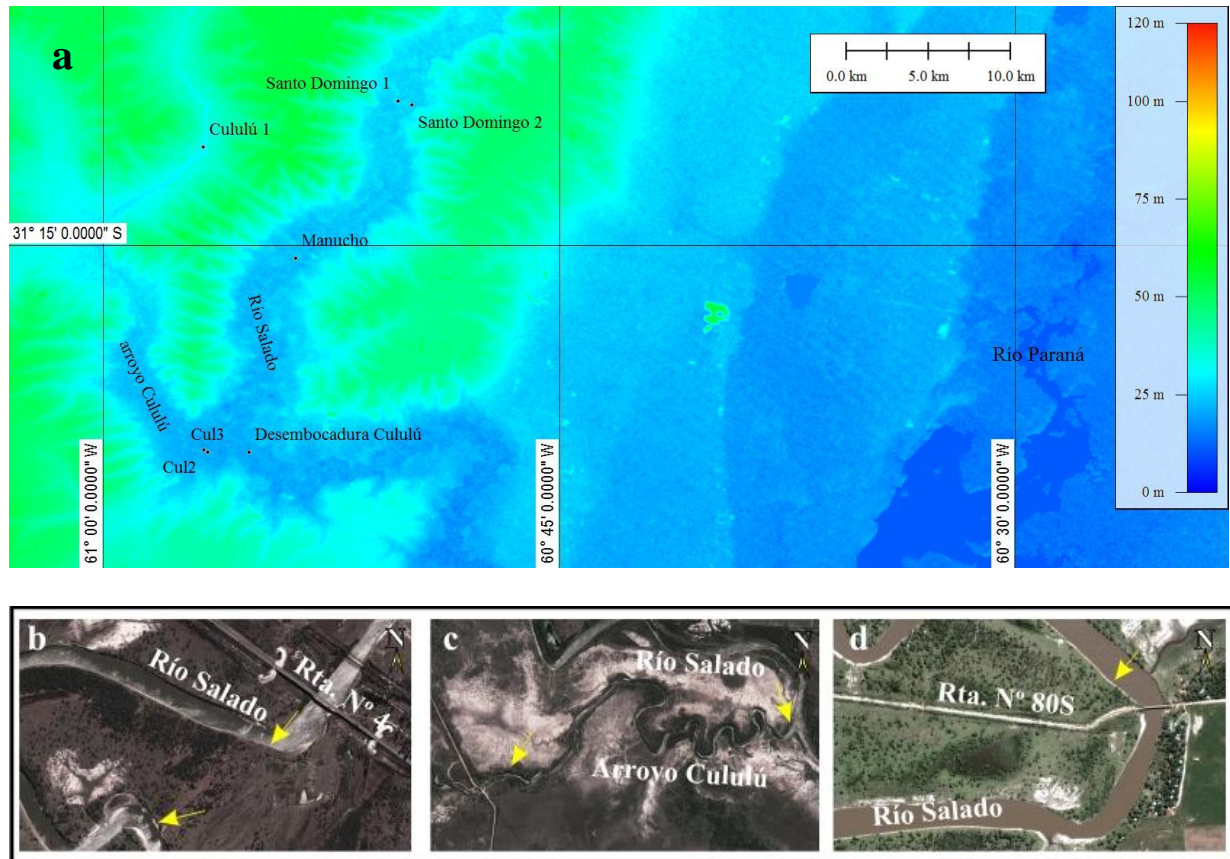 a
120 m
0.0 km 5.0 km 10.0 km
100 m
Santo Domingo 1
Santo Domingo 2
Cululú 1
75 m
31° 15' 0.0000" S
Manucho
50 m
Río Salado
Río Paraná
arroyo Cululú
25 m
Cul3
Desembocadura Cululú
Cul2
61° 00' 0.0000" W
60° 45' 0.0000" W
60° 30' 0.0000" W
0 m
b
N
Río Salado
Rta. Nº 4
c
N
Río Salado
Arroyo Cululú
d
N
Rta. Nº 80S
Río Salado